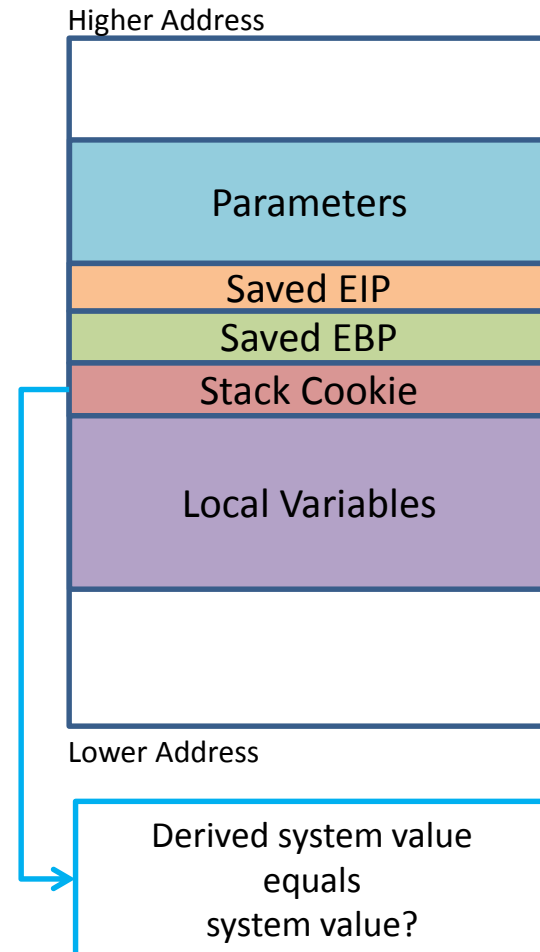 Higher Address
Parameters
Saved EIP
Saved EBP
Stack Cookie
Local Variables
Lower Address
Derived system value
equals
system value?